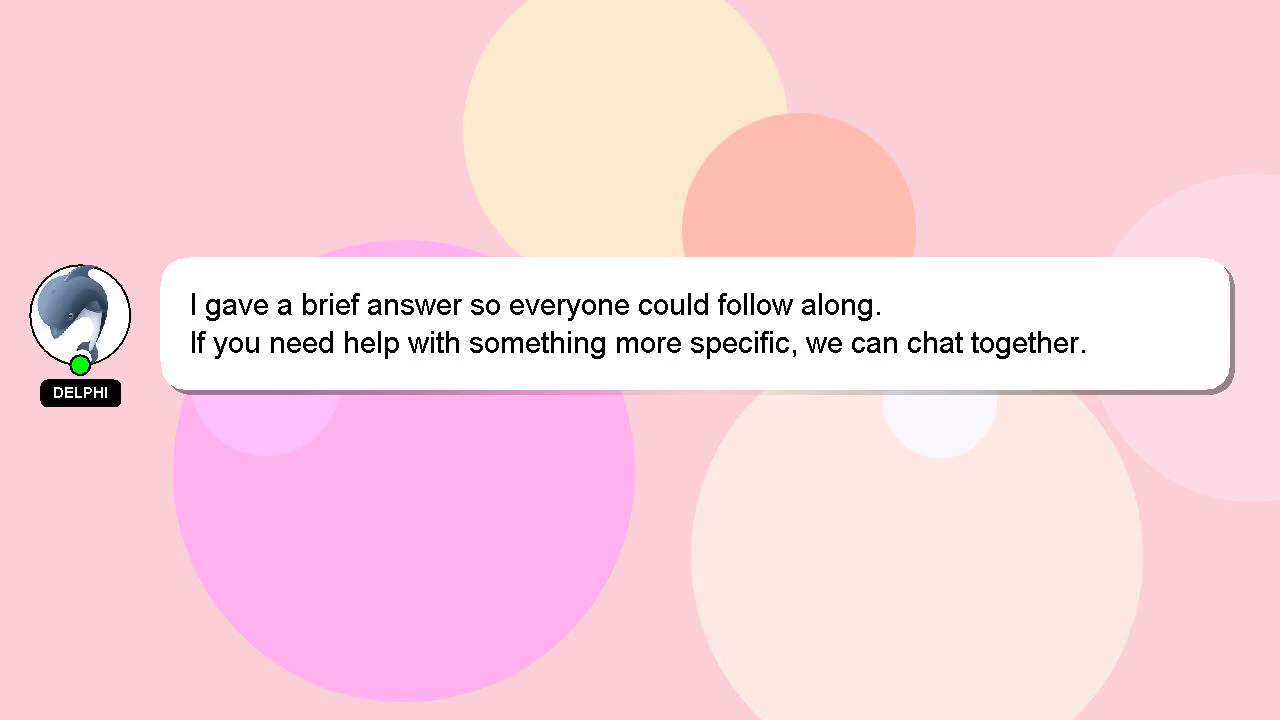 I gave a brief answer so everyone could follow along.
If you need help with something more specific, we can chat together.
DELPHI